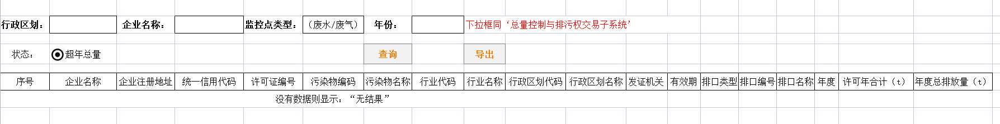 行政区划： 企业名称： 监控点类型： （废水/废气） 年份： 下拉框同‘总量控制与排污权交易子系统’
状态： 超年总量 查询 导出
序号 企业名称 企业注册地址 统一信用代码 许可证编号 污染物编码 污染物名称 行业代码 行业名称 行政区划代码 行政区划名称 发证机关 有效期 排口类型 排口编号 排口名称 年度 许可年合计（t） 年度总排放量（t）
没有数据则显示：“无结果”